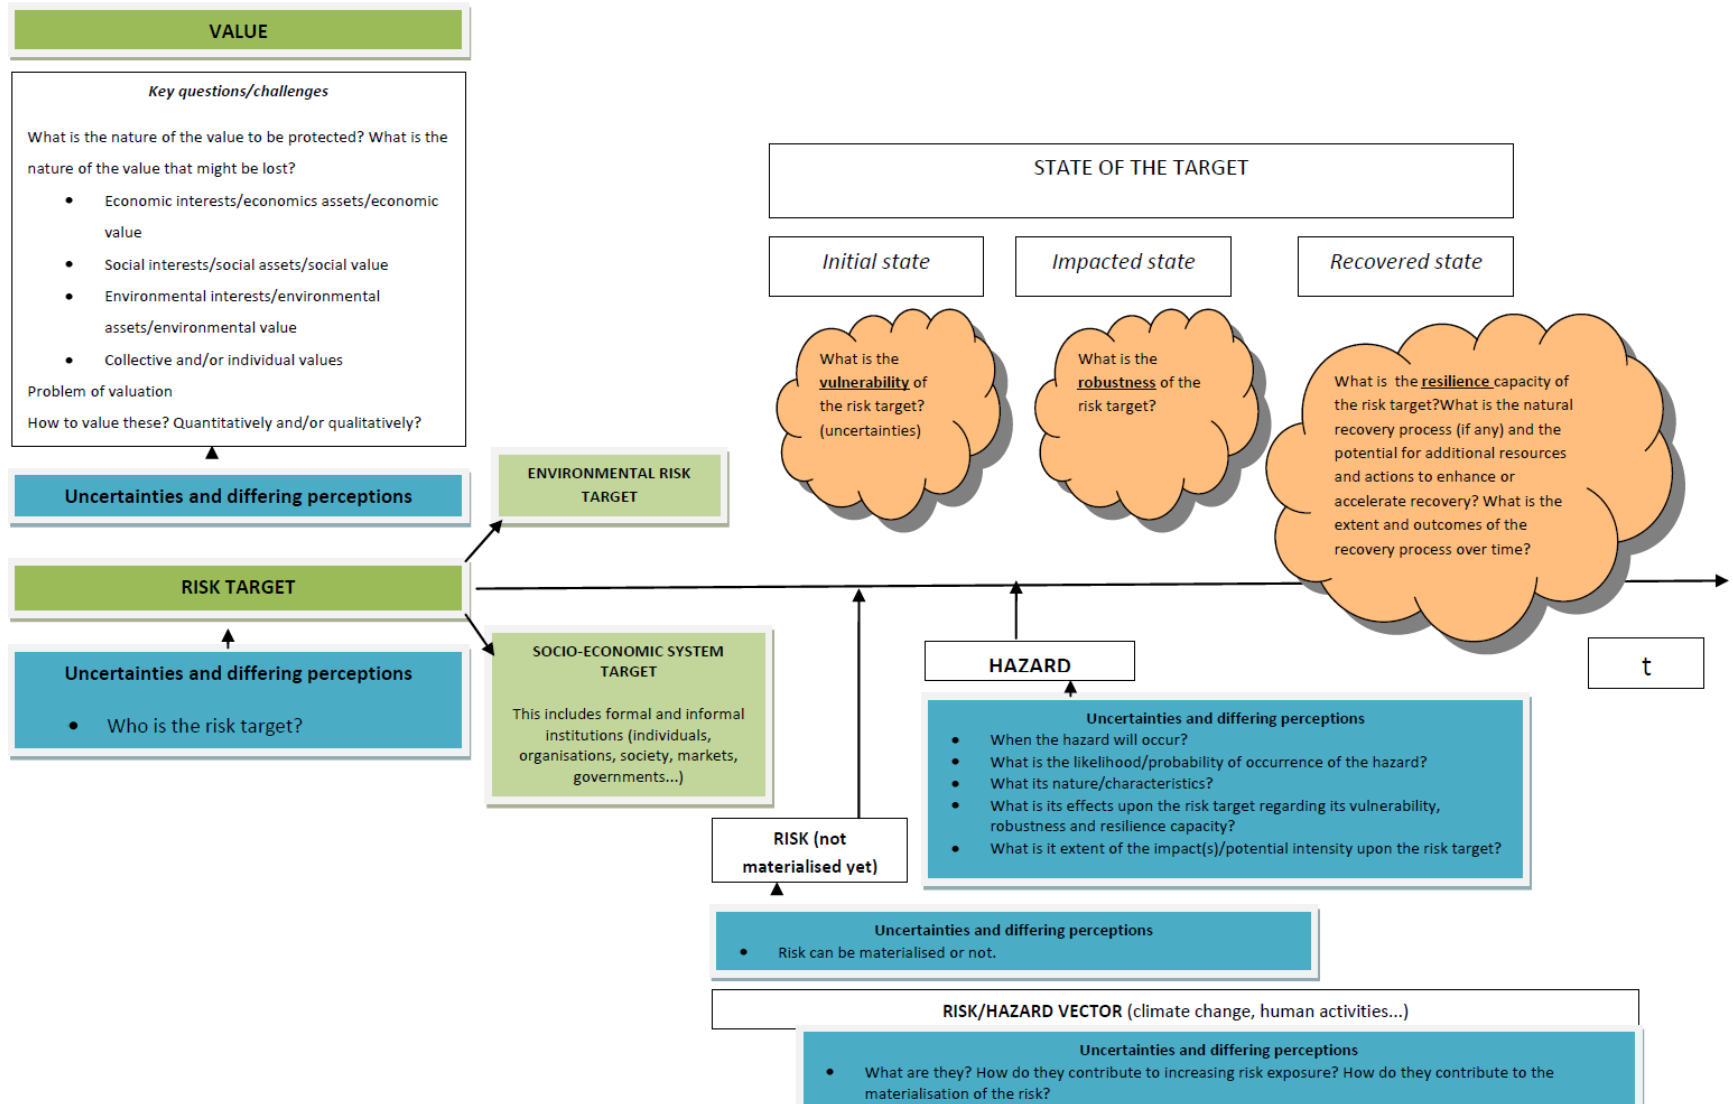 VALUE
Key questions/challenges
What is the nature of the value to be protected? What is the
nature of the value that might be lost?
• Economic interests/economics assets/economic
value
• Social interests/social assets/social value
• Environmental interests/environmental
assets/environmental value
• Collective and/or individual values
Problem of valuation
How to value these? Quantitatively and/or qualitatively?
Uncertainties and differing perceptions
RISK TARGET
Uncertainties and differing perceptions
• Who is the risk target?
ENVIRONMENTAL RISK
TARGET
SOCIO-ECONOMIC SYSTEM
TARGET
This includes formal and informal
institutions (individuals,
organisations, society, markets,
governments...)
STATE OF THE TARGET
Initial state
Impacted state
Recovered state
What is the
vulnerability of
the risk target?
(uncertainties)
What is the
robustness of the
risk target?
What is  the resilience capacity of
the risk target?What is the natural
recovery process (if any) and the
potential for additional resources
and actions to enhance or
accelerate recovery? What is the
extent and outcomes of the
recovery process over time?
t
HAZARD
Uncertainties and differing perceptions
• When the hazard will occur?
• What is the likelihood/probability of occurrence of the hazard?
• What its nature/characteristics?
• What is its effects upon the risk target regarding its vulnerability,
robustness and resilience capacity?
• What is it extent of the impact(s)/potential intensity upon the risk target?
RISK (not
materialised yet)
Uncertainties and differing perceptions
• Risk can be materialised or not.
RISK/HAZARD VECTOR (climate change, human activities...)
Uncertainties and differing perceptions
• What are they? How do they contribute to increasing risk exposure? How do they contribute to the
materialisation of the risk?